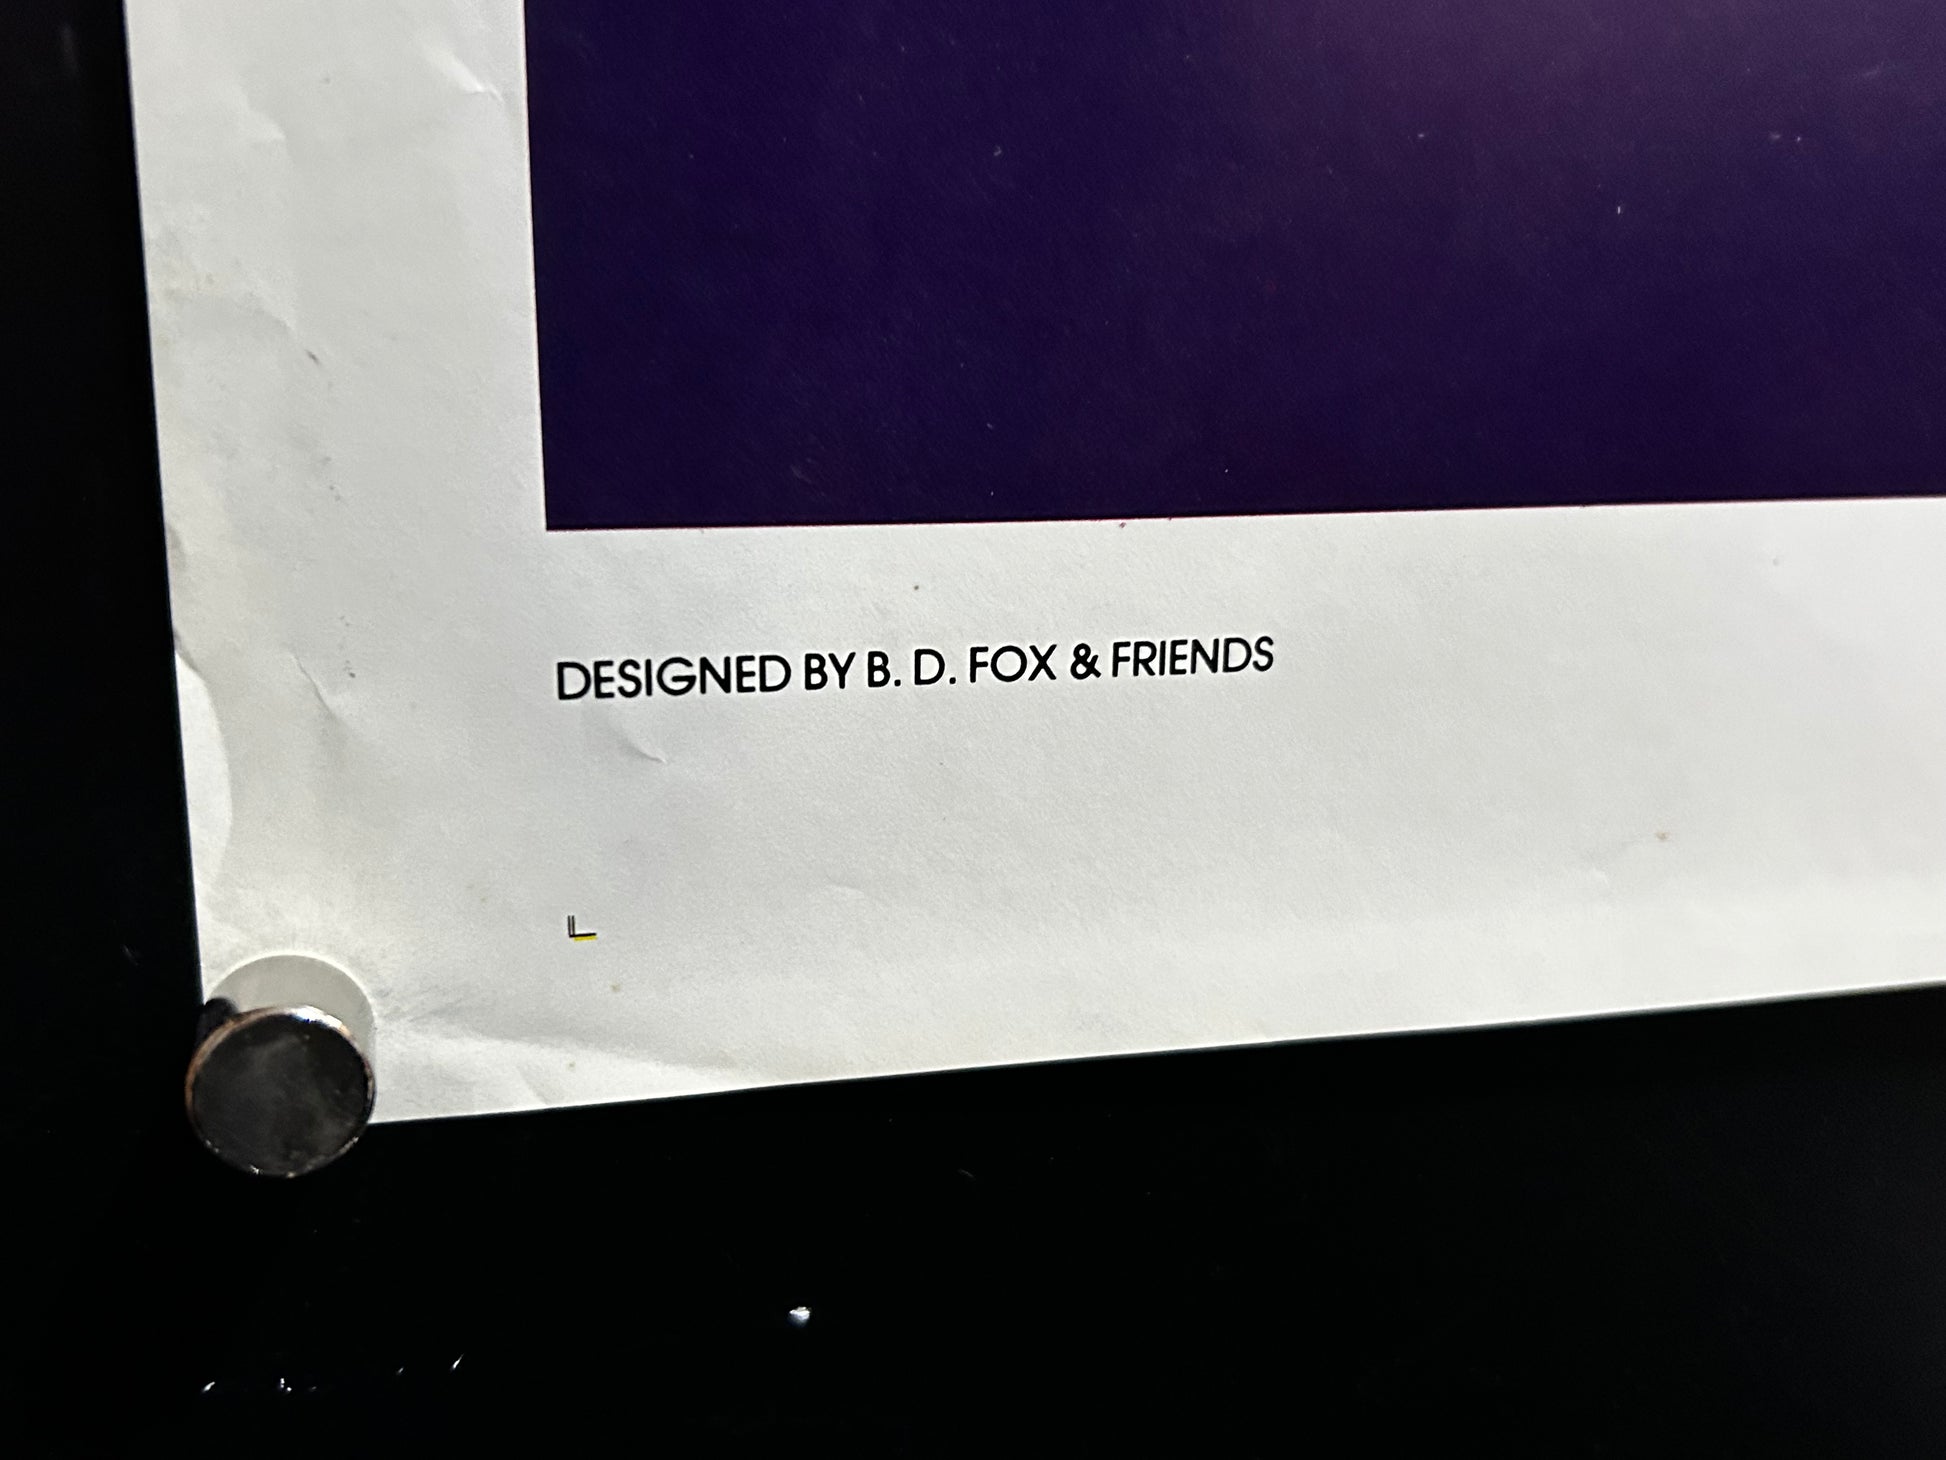 DESIGNED BY B. D. FOX & FRIENDS